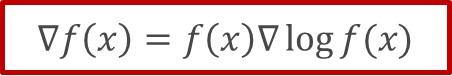 ∇f(x) = f(x)∇ log f(x)